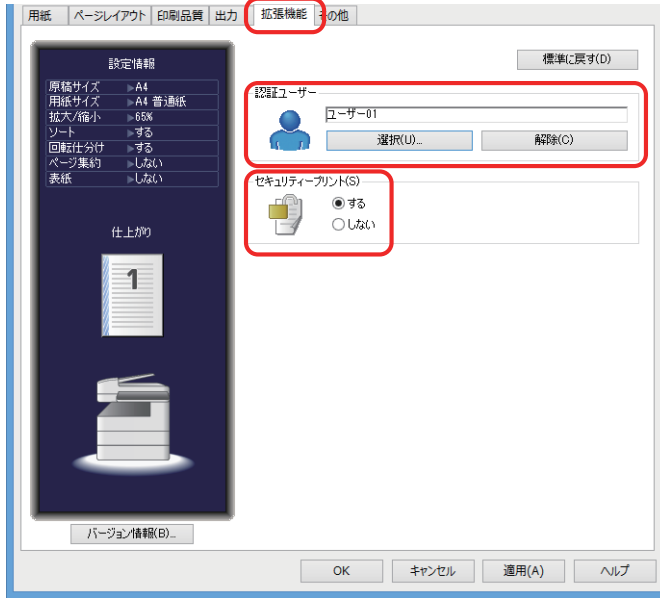 用紙 ページレイアウト 印刷品質 出力 拡張機能 その他
設定情報
原稿サイズ ▶A4
用紙サイズ ▶A4 普通紙
拡大/縮小 ▶65%
ソート ▶する
回転仕分け ▶する
ページ集約 ▶しない
表紙 ▶しない
仕上がり
1
バージョン情報(B)...
標準に戻す(D)
認証ユーザー
ユーザー01
選択(U)...
解除(C)
セキュリティープリント(S)
する
しない
OK キャンセル 適用(A) ヘルプ